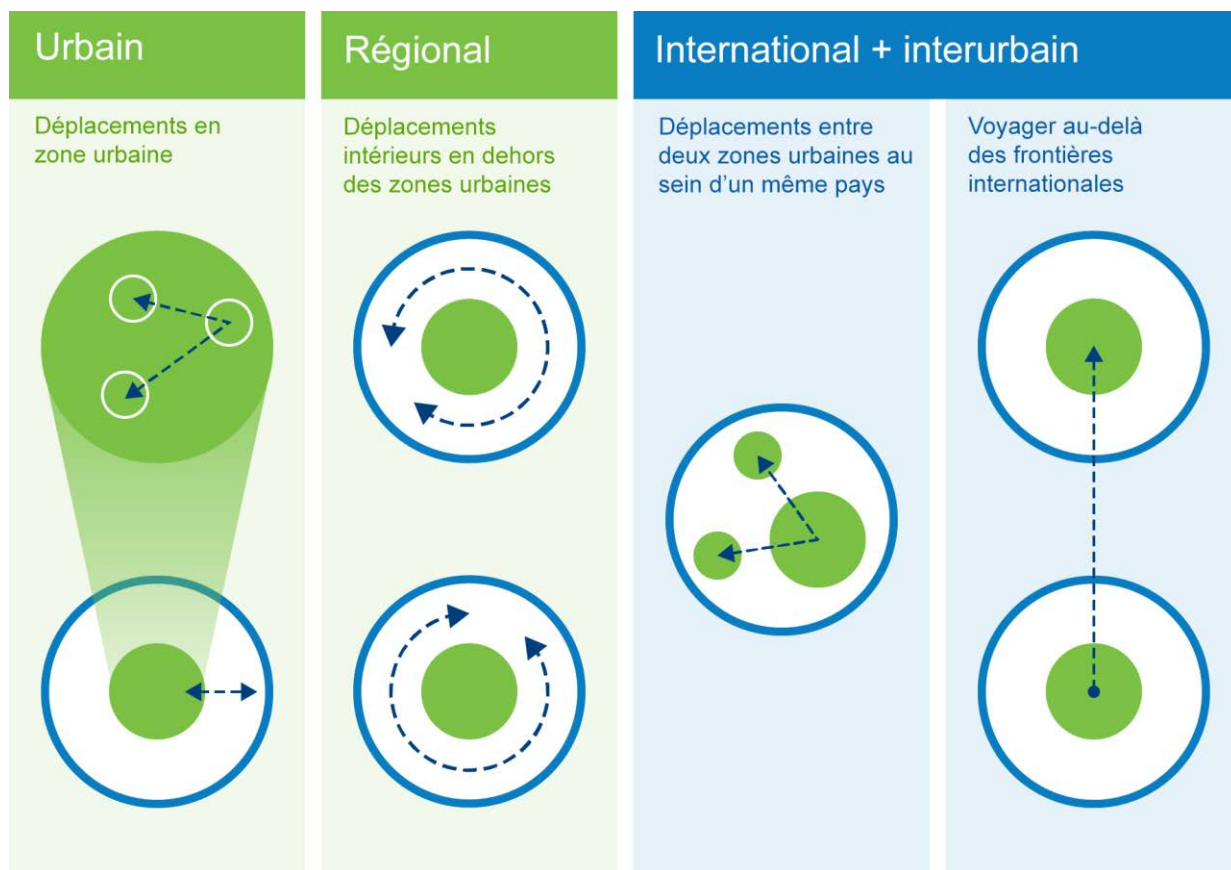 Urbain
Régional
International + interurbain
Déplacements en
zone urbaine
Déplacements
intérieurs en dehors
des zones urbaines
Déplacements entre
deux zones urbaines au
sein d’un même pays
Voyager au-delà
des frontières
internationales